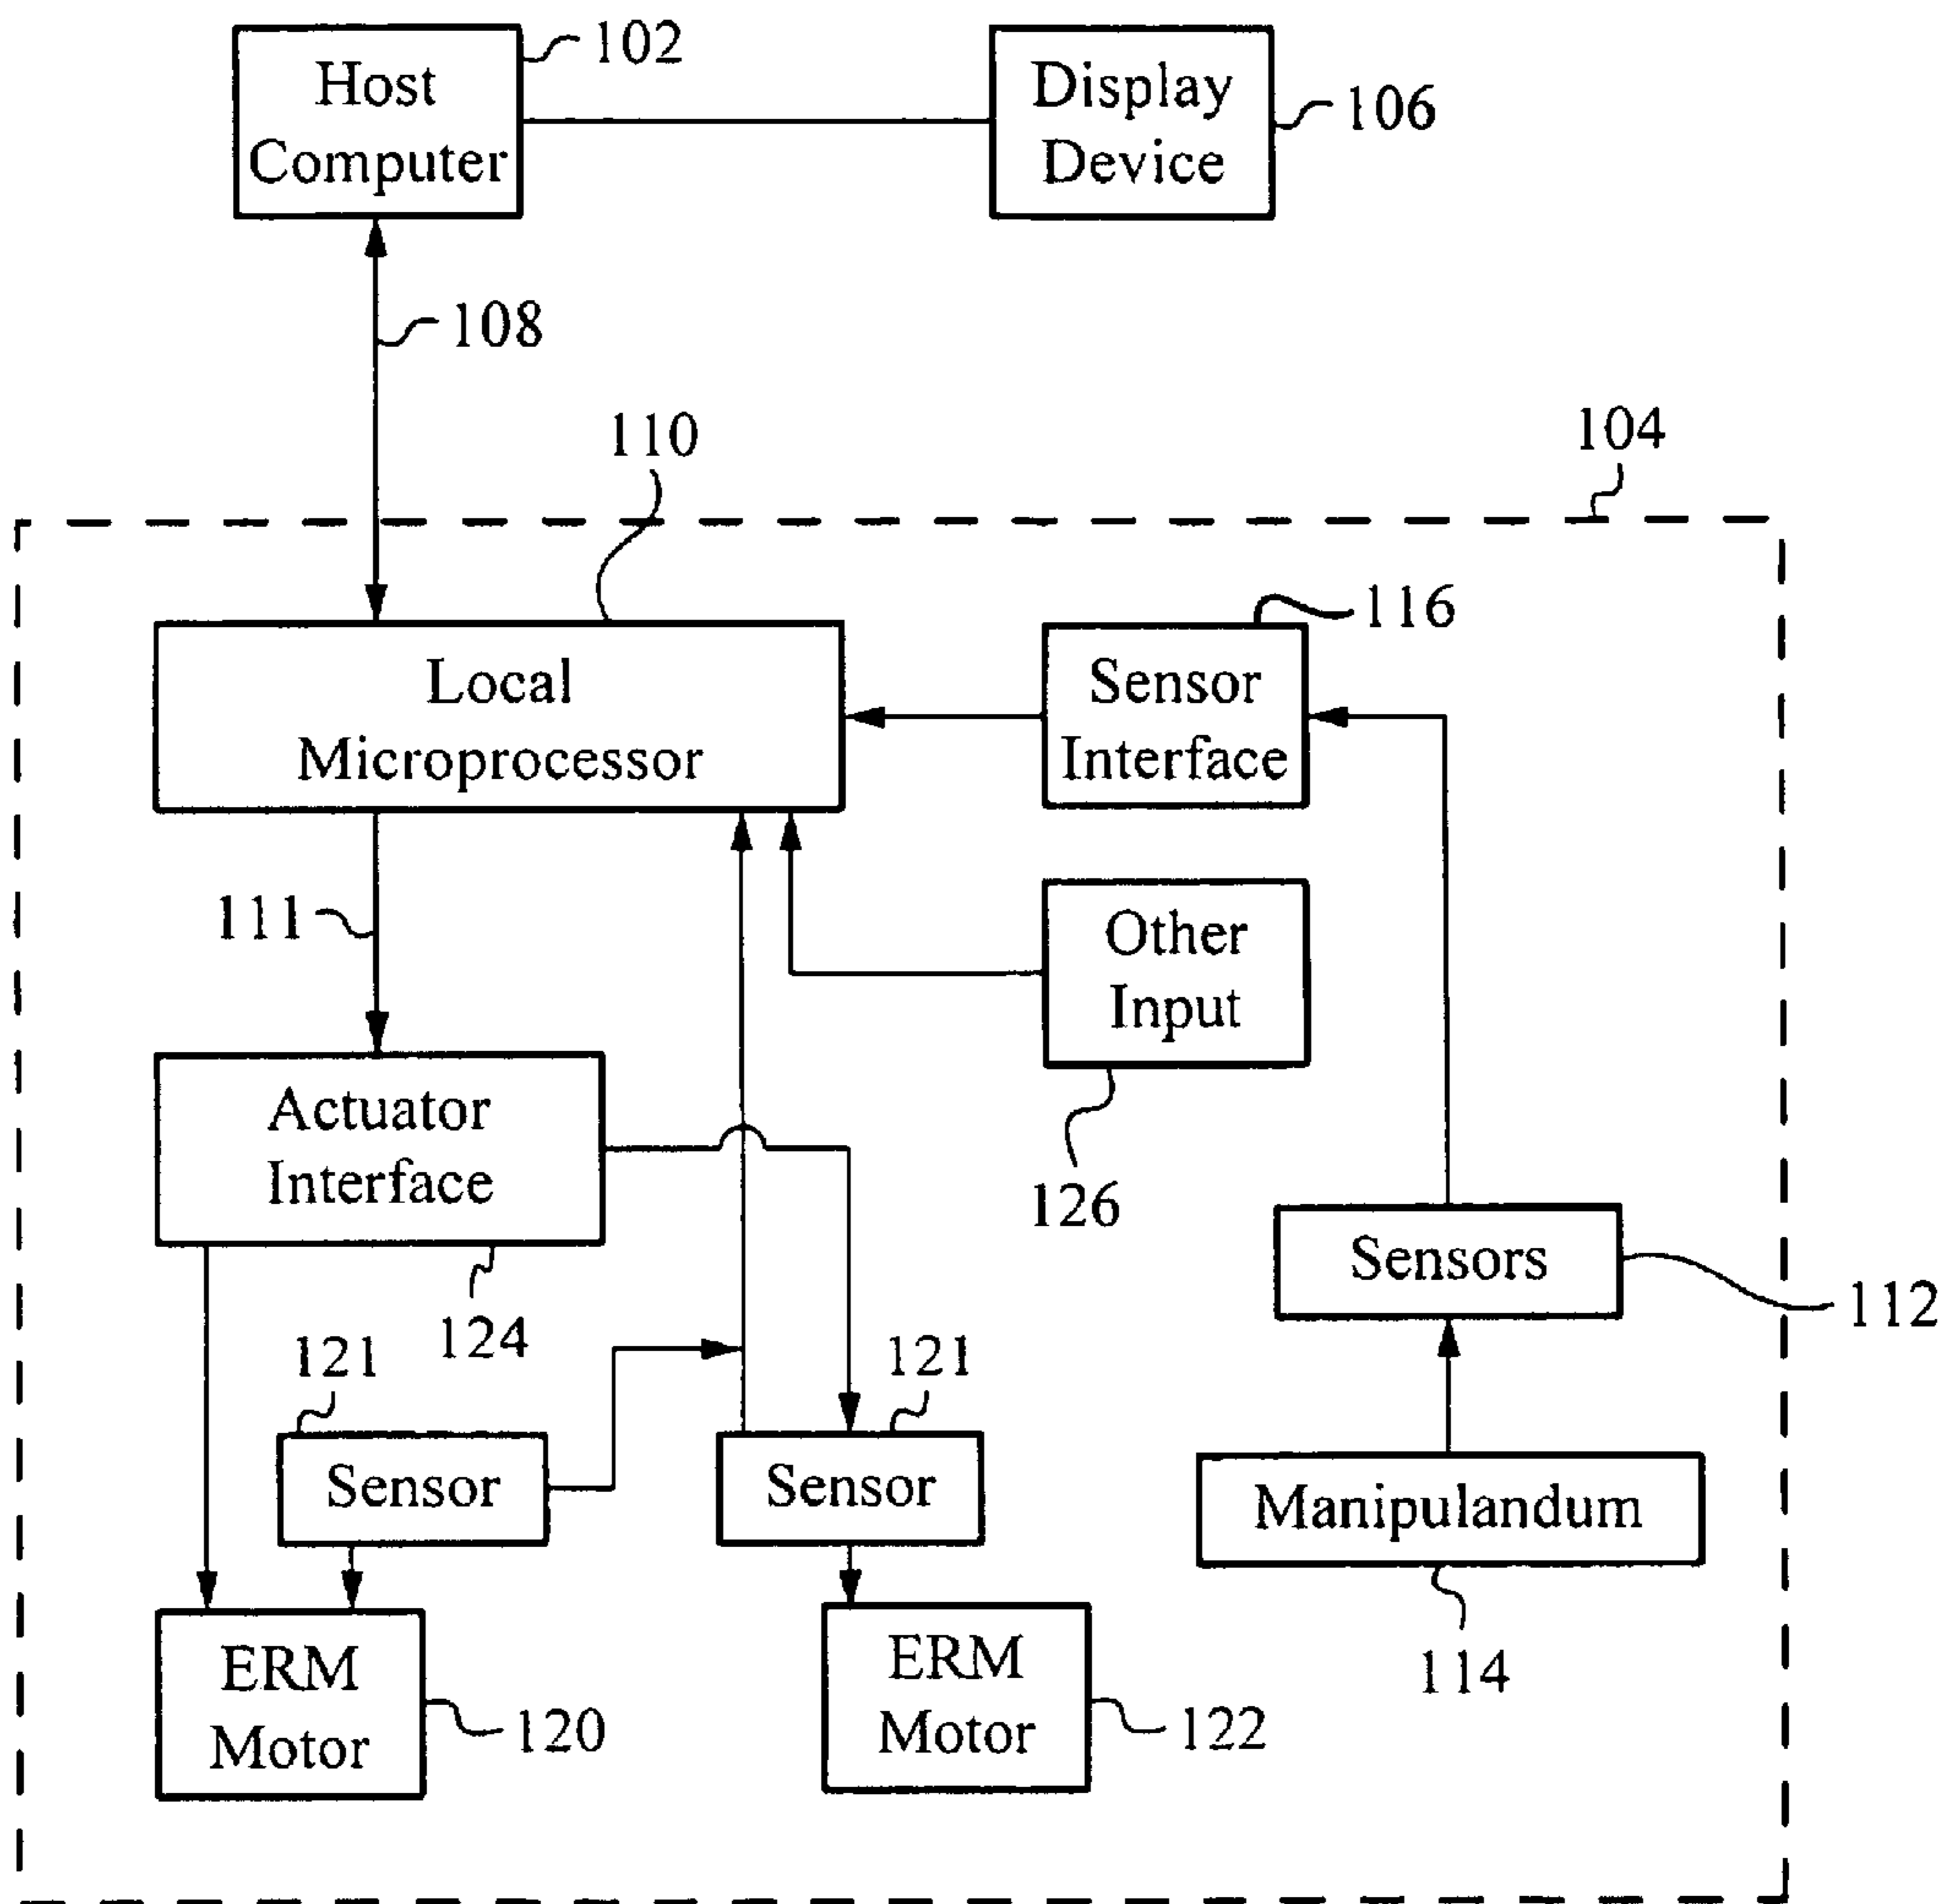 Host
Computer
102
Display
Device
106
108
110
104
Local
Microprocessor
Sensor
Interface
116
111
Other
Input
126
Actuator
Interface
124
Sensors
112
121
Sensor
121
Sensor
Manipulandum
114
ERM
Motor
120
ERM
Motor
122